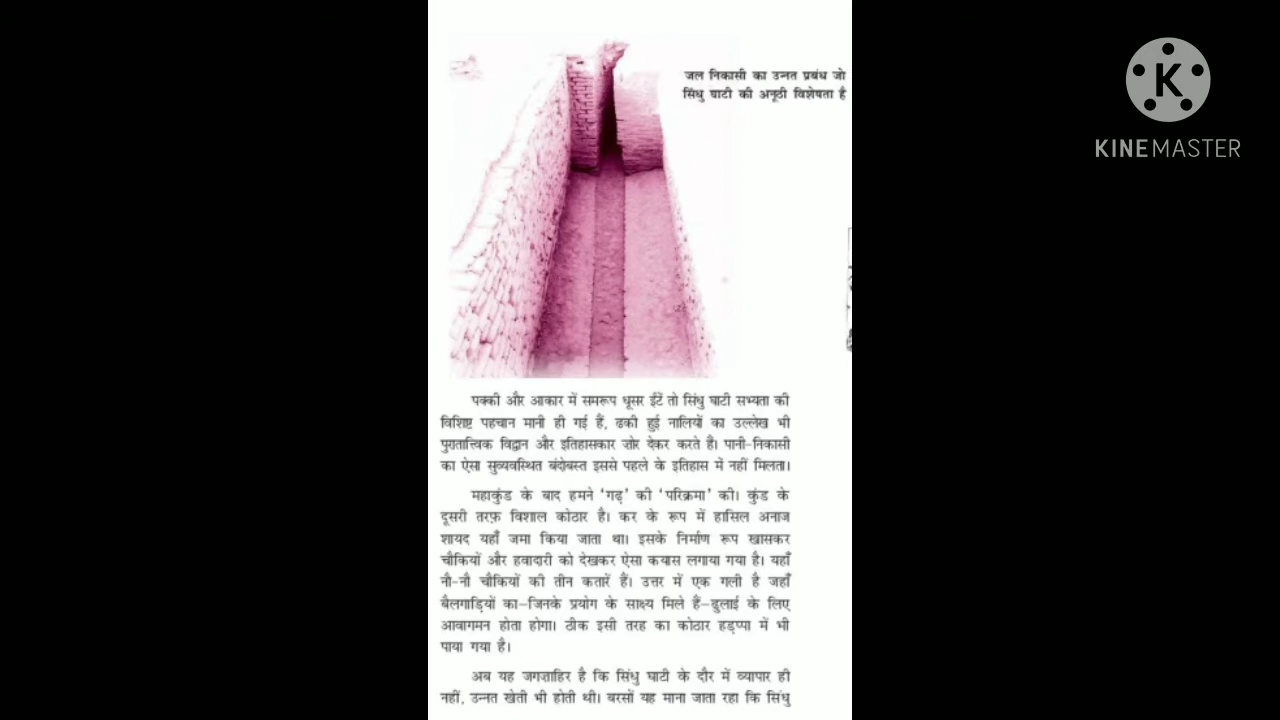 जल निकासी का उन्नत प्रबंध जो
सिंधु घाटी की अनूठी विशेषता है
K
KINEMASTER
पक्की और आकार में समरूप धूसर ईंटें तो सिंधु घाटी सभ्यता की
विशिष्ट पहचान मानी ही गई हैं, ढकी हुई नालियों का उल्लेख भी
पुरातात्त्विक विद्वान और इतिहासकार ज़ोर देकर करते हैं। पानी-निकासी
का ऐसा सुव्यवस्थित बंदोबस्त इससे पहले के इतिहास में नहीं मिलता।
महाकुंड के बाद हमने ‘गढ़’ की ‘परिक्रमा’ की। कुंड के
दूसरी तरफ़ विशाल कोठार है। कर के रूप में हासिल अनाज
शायद यहाँ जमा किया जाता था। इसके निर्माण रूप खासकर
चौकियों और हवादारी को देखकर ऐसा कयास लगाया गया है। यहाँ
नौ-नौ चौकियों की तीन कतारें हैं। उत्तर में एक गली है जहाँ
बैलगाड़ियों का–जिनके प्रयोग के साक्ष्य मिले हैं–ढुलाई के लिए
आवागमन होता होगा। ठीक इसी तरह का कोठार हड़प्पा में भी
पाया गया है।
अब यह जगज़ाहिर है कि सिंधु घाटी के दौर में व्यापार ही
नहीं, उन्नत खेती भी होती थी। बरसों यह माना जाता रहा कि सिंधु